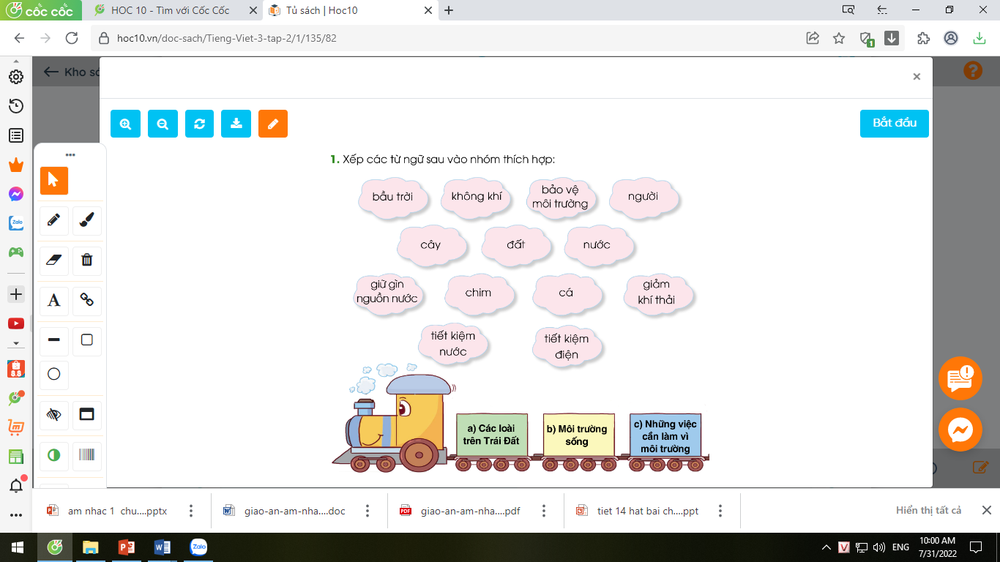 cốc cốc
HOC 10 - Tìm với Cốc Cốc
Tủ sách | Hoc10
hoc10.vn/doc-sach/Tieng-Viet-3-tap-2/1/135/82
1
Kho sá
Bắt đầu
1. Xếp các từ ngữ sau vào nhóm thích hợp:
bầu trời
không khí
bảo vệ
môi trường
người
cây
đất
nước
giữ gìn
nguồn nước
chim
cá
giảm
khí thải
tiết kiệm
nước
tiết kiệm
điện
a) Các loài
trên Trái Đất
b) Môi trường
sống
c) Những việc
cần làm vì
môi trường
Zalo
8.8
A
am nhac 1 chu....pptx
giao-an-am-nha....doc
PDF
giao-an-am-nha....pdf
tiet 14 hat bai ch....ppt
Hiển thị tất cả
Zalo
V
ENG
10:00 AM
7/31/2022